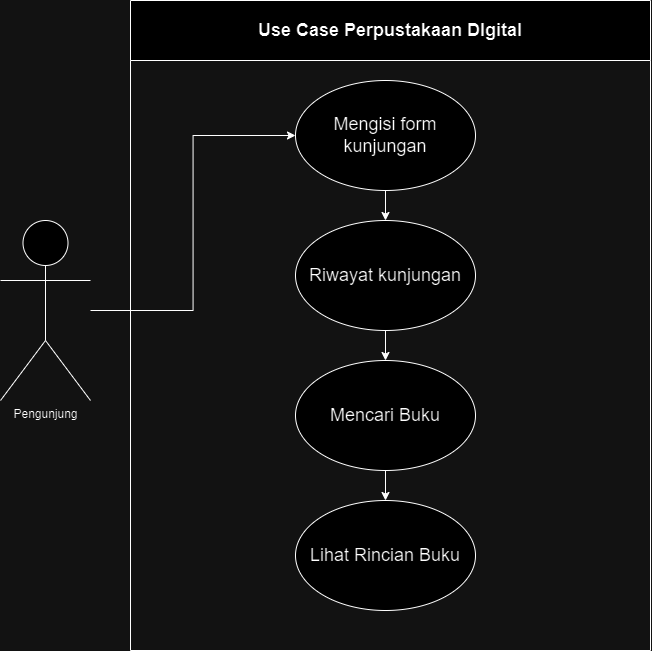 Use Case Perpustakaan DIgital
Mengisi form
kunjungan
Riwayat kunjungan
Mencari Buku
Lihat Rincian Buku
Pengunjung